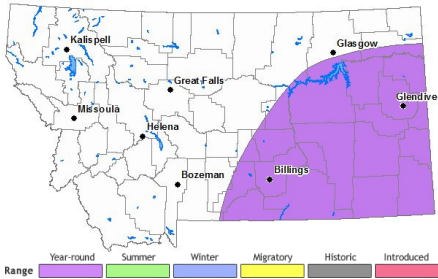 Kalispell
Glasgow
Great Falls
Glendive
Missoula
Helena
Billings
Bozeman
Range Year-round Summer Winter Migratory Historic Introduced